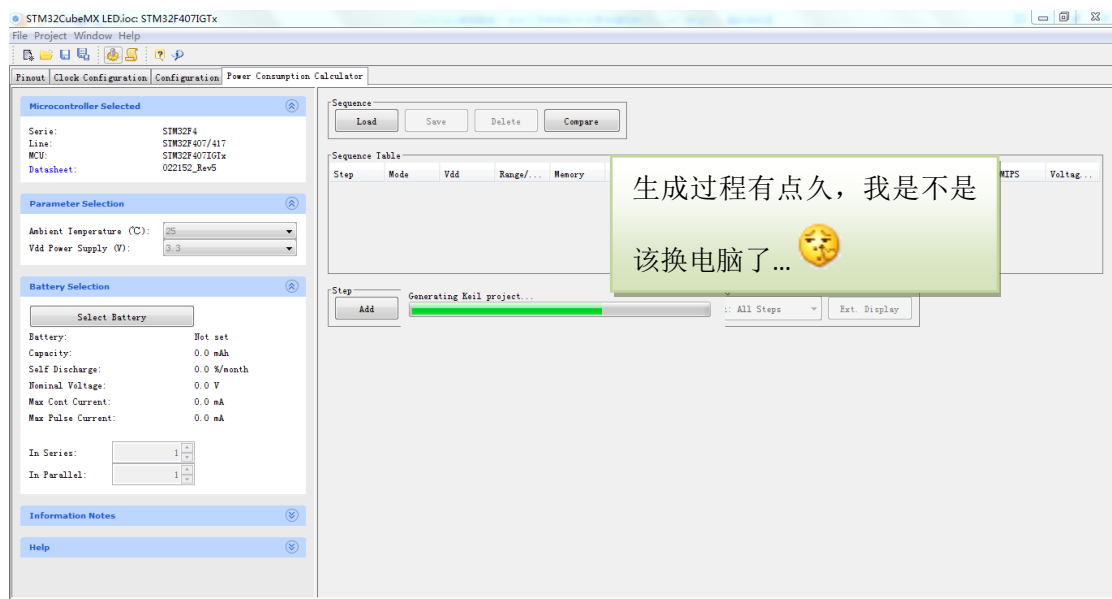 STM32CubeMX LED.ioc: STM32F407IGTx
File Project Window Help
Pinout Clock Configuration Configuration Power Consumption Calculator
Microcontroller Selected
Serie: STM32F4
Line: STM32F407/417
MCU: STM32F407IGTx
Datasheet: 022152_Rev5
Parameter Selection
Ambient Temperature (℃): 25
Vdd Power Supply (V): 3.3
Battery Selection
Select Battery
Battery: Not set
Capacity: 0.0 mAh
Self Discharge: 0.0 %/month
Nominal Voltage: 0.0 V
Max Cont Current: 0.0 mA
Max Pulse Current: 0.0 mA
In Series: 1
In Parallel: 1
Information Notes
Help
Sequence
Load Save Delete Compare
Sequence Table
Step Mode Vdd Range/... Memory MIPS Voltag...
生成过程有点久，我是不是
该换电脑了...
Step
Add
Generating Keil project...
: All Steps Ext. Display